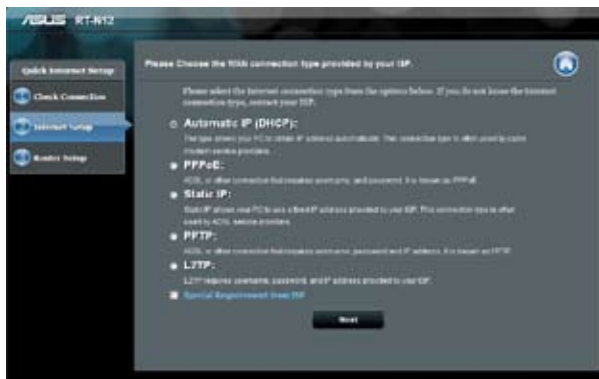 ASUS RT-N12
Quick Internet Setup
Check Connection
Internet Setup
Router Setup
Please Choose the WAN connection type provided by your ISP.
Please select the Internet connection type from the options below. If you do not know the Internet
connection type, contact your ISP.
Automatic IP (DHCP):
The type allows your PC to obtain IP address automatically. This connection type is often used by some
modem service providers.
PPPoE:
ADSL or other connection that requires username, and password. It is known as PPPoE.
Static IP:
Static IP allows your PC to use a fixed IP address provided by your ISP. This connection type is often
used by ADSL service providers.
PPTP:
ADSL or other connection that requires username, password and IP address. It is known as PPTP.
L2TP:
L2TP requires username, password, and IP address provided by your ISP.
Special Requirement from ISP
Next